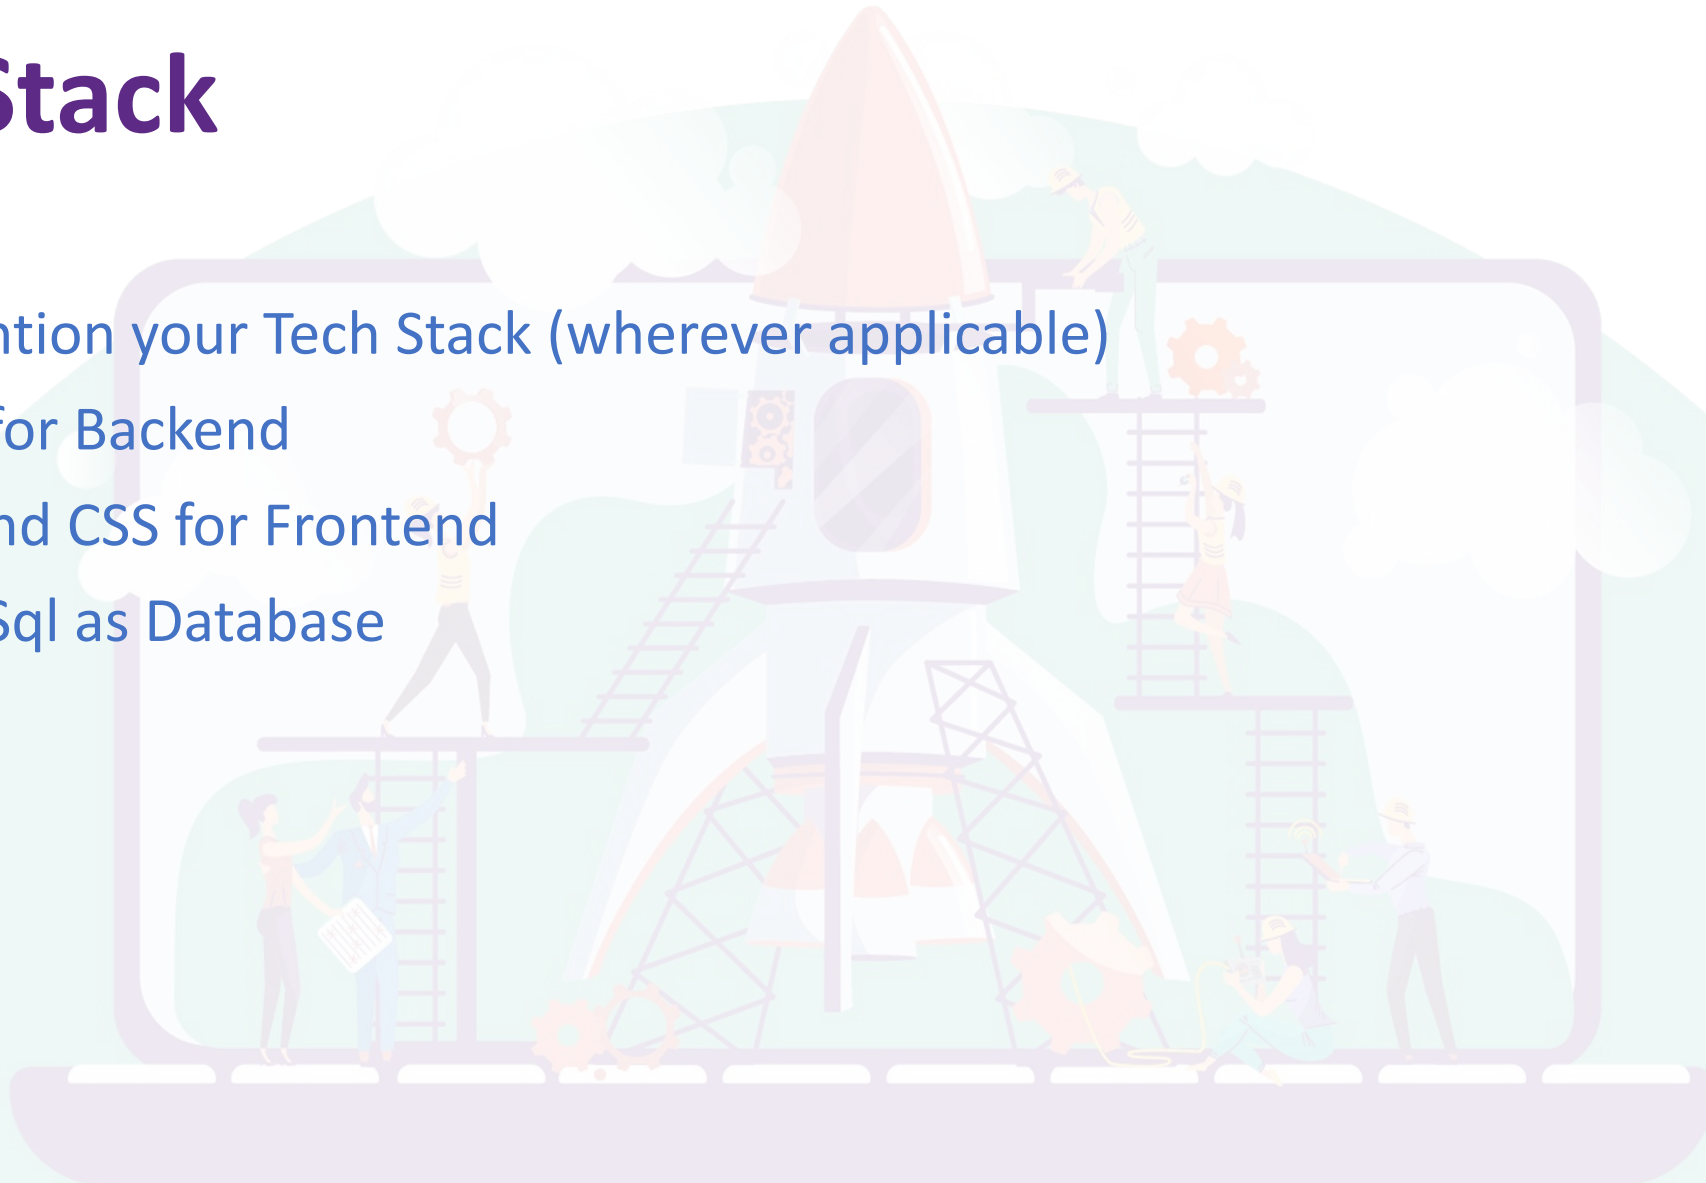 Stack
ntion your Tech Stack (wherever applicable)
for Backend
nd CSS for Frontend
Sql as Database